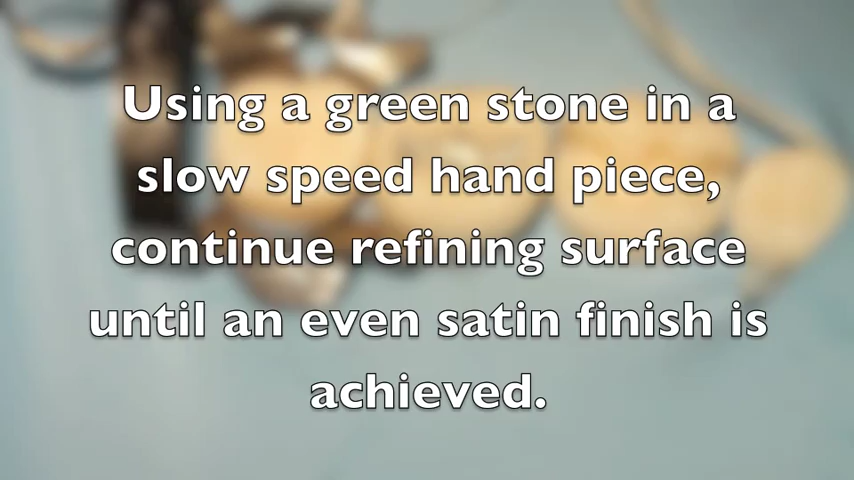 Using a green stone in a
slow speed hand piece,
continue refining surface
until an even satin finish is
achieved.